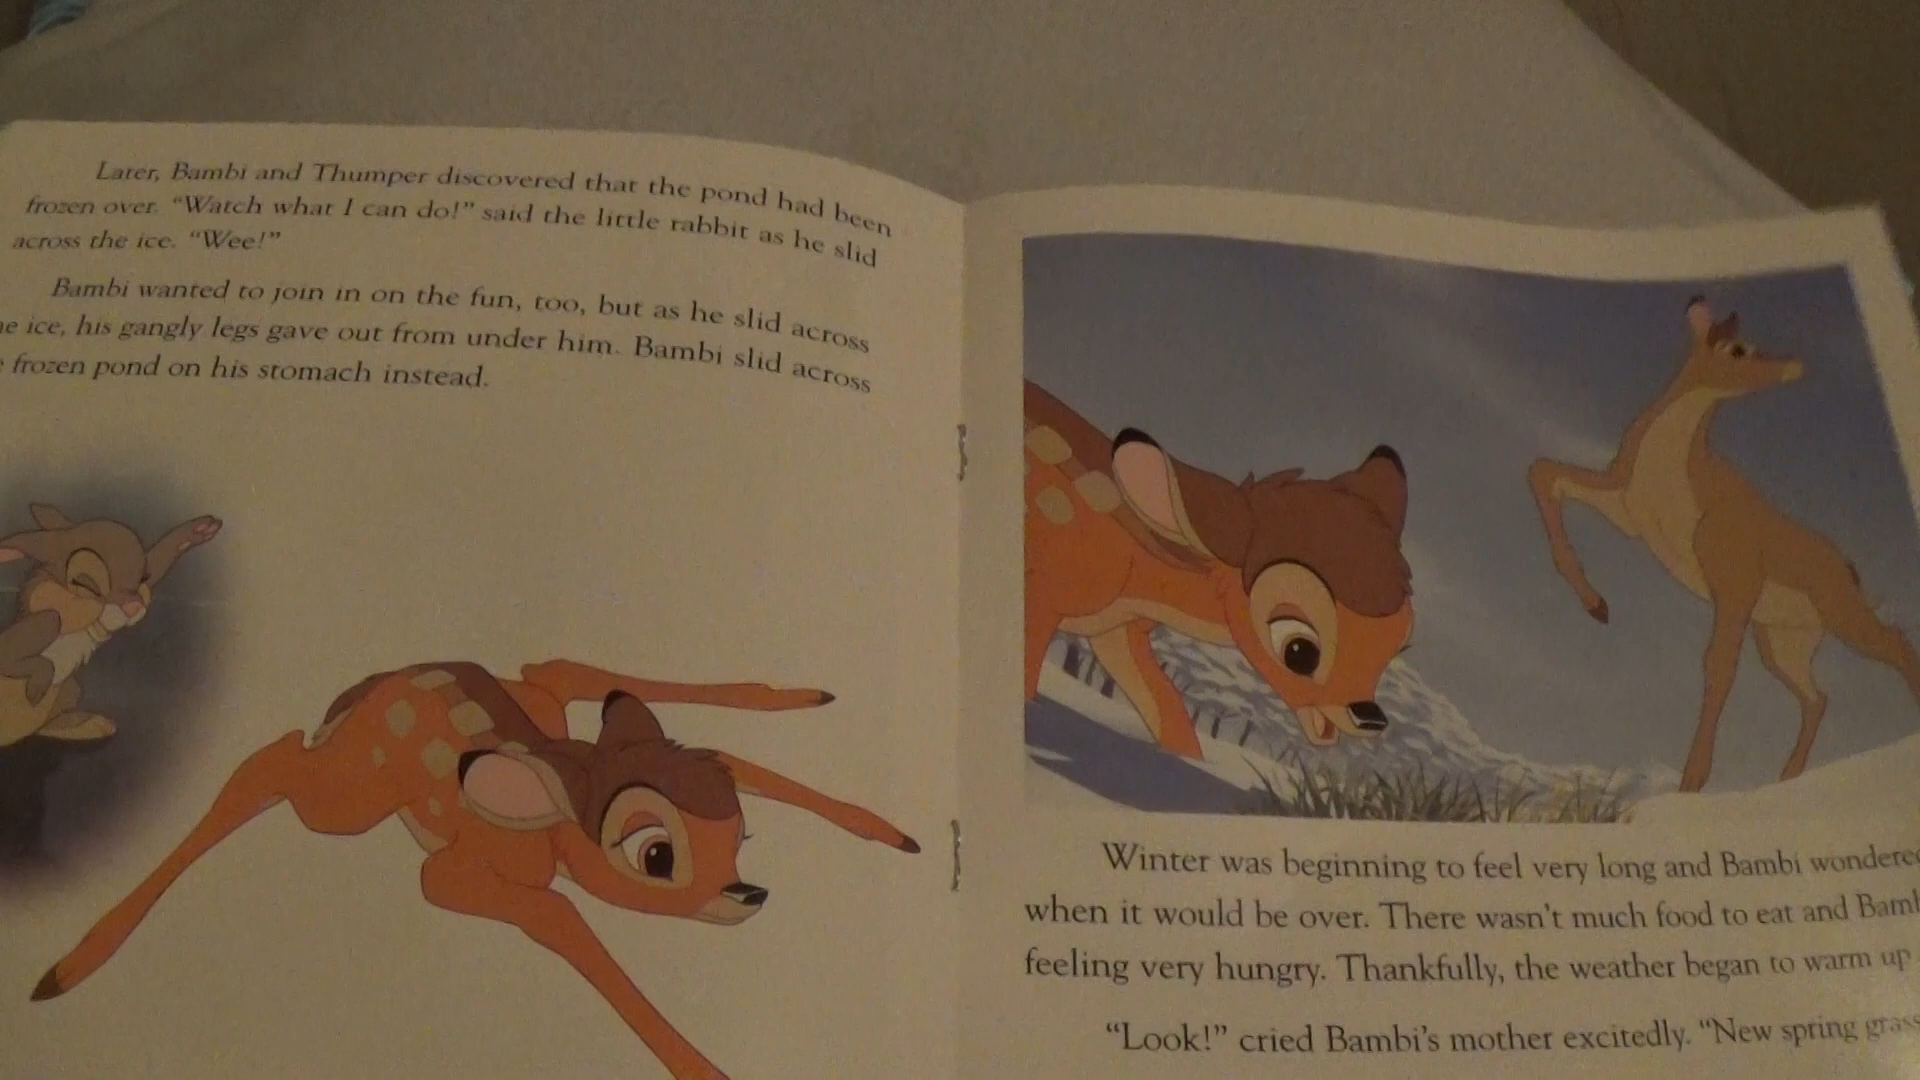 Later, Bambi and Thumper discovered that the pond had been
frozen over. “Watch what I can do!” said the little rabbit as he slid
across the ice. “Wee!”
Bambi wanted to join in on the fun, too, but as he slid across
ice, his gangly legs gave out from under him. Bambi slid across
frozen pond on his stomach instead.
Winter was beginning to feel very long and Bambi
when it would be over. There wasn’t much food to eat and
feeling very hungry. Thankfully, the weather began to warm up
“Look!” cried Bambi’s mother excitedly. “New spring